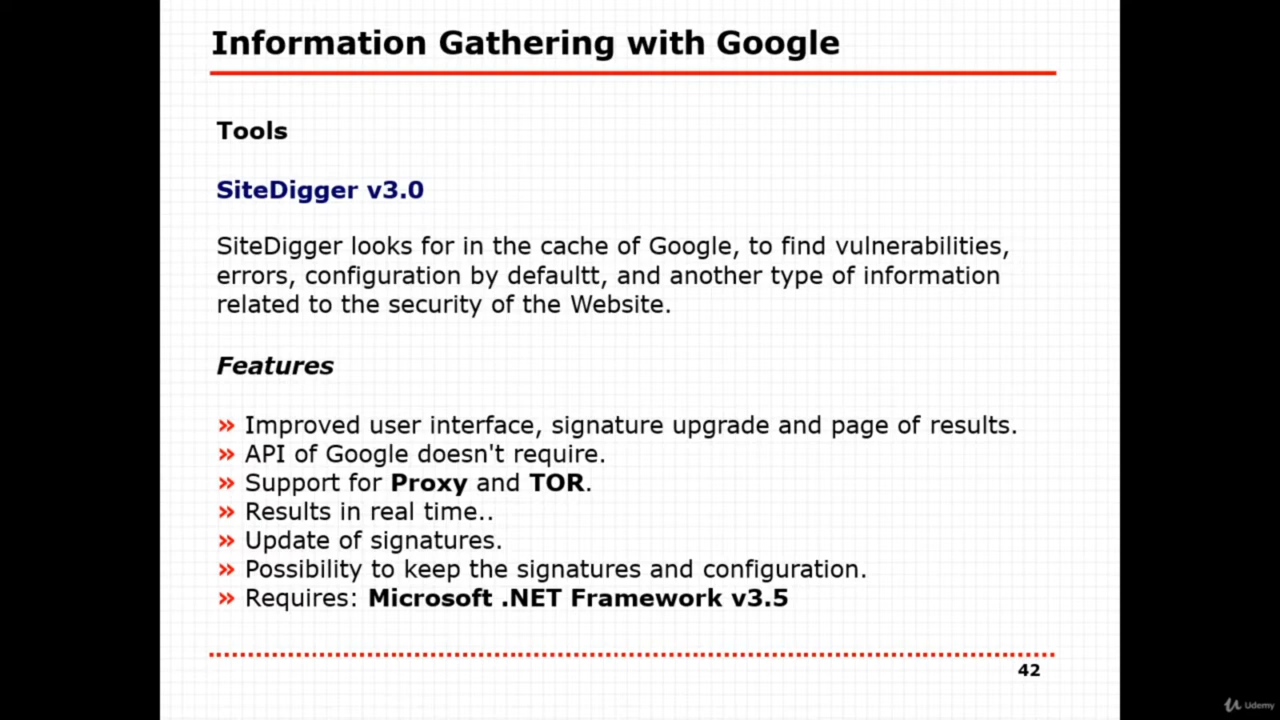 Information Gathering with Google
Tools
SiteDigger v3.0
SiteDigger looks for in the cache of Google, to find vulnerabilities,
errors, configuration by defaultt, and another type of information
related to the security of the Website.
Features
» Improved user interface, signature upgrade and page of results.
» API of Google doesn't require.
» Support for Proxy and TOR.
» Results in real time..
» Update of signatures.
» Possibility to keep the signatures and configuration.
» Requires: Microsoft .NET Framework v3.5
42
Udemy